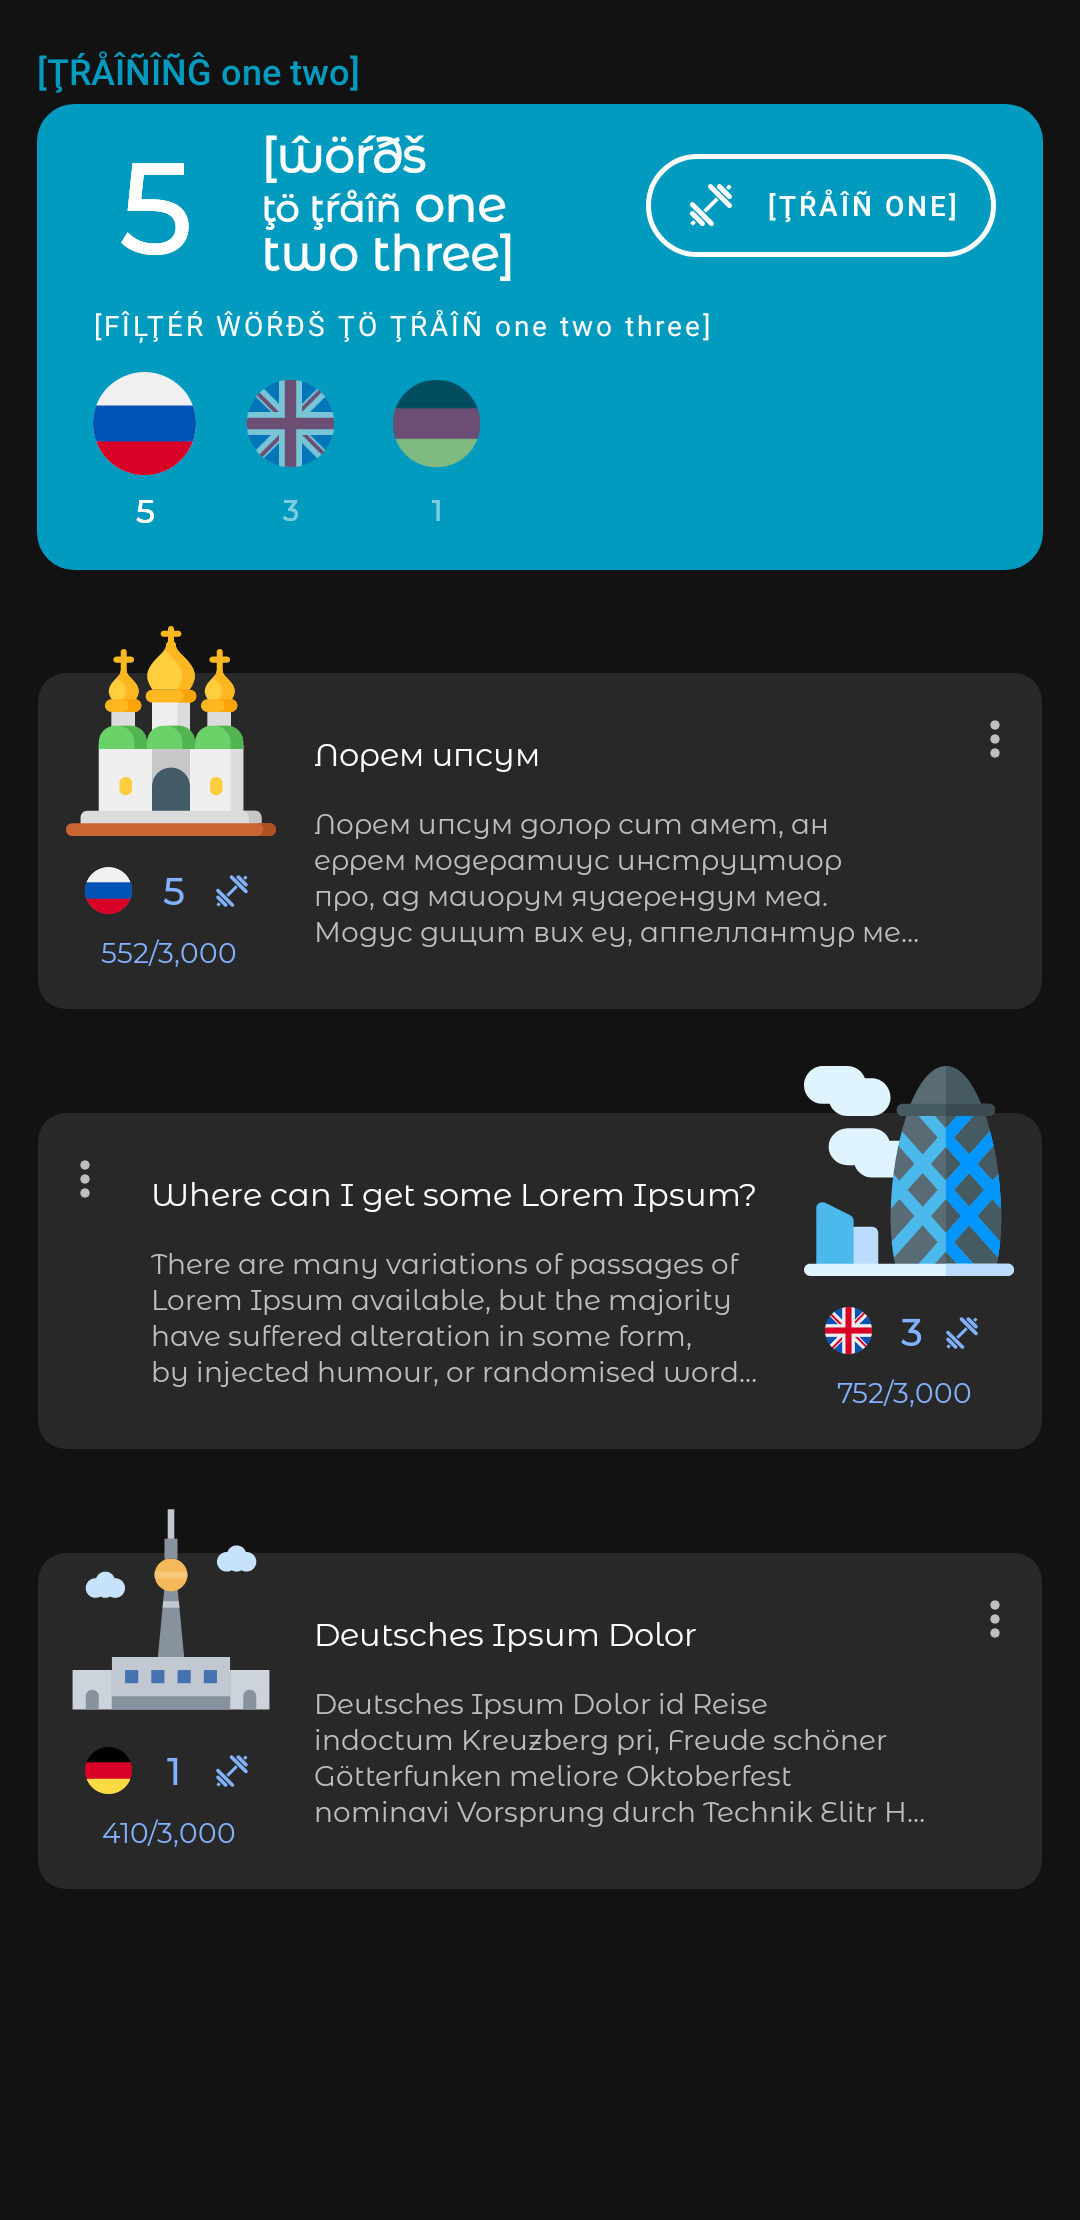 [ŢŔÅÎÑÎÑĜ one two]
5
[ŵöŕðš
ţö ţŕåîñ one
two three]
[ŢŔÅÎÑ ONE]
[FÎĻŢÉŔ ŴÖŔÐŠ ŢÖ ŢŔÅÎÑ one two three]
5 3 1
Лорем ипсум
Лорем ипсум долор сит амет, ан
еррем модератиус инструцтиор
про, ад маиорум яуаерендум меа.
Модус дицит вих еу, аппеллантур ме...
5
552/3,000
Where can I get some Lorem Ipsum?
There are many variations of passages of
Lorem Ipsum available, but the majority
have suffered alteration in some form,
by injected humour, or randomised word...
3
752/3,000
Deutsches Ipsum Dolor
Deutsches Ipsum Dolor id Reise
indoctum Kreuzberg pri, Freude schöner
Götterfunken meliore Oktoberfest
nominavi Vorsprung durch Technik Elitr H...
1
410/3,000